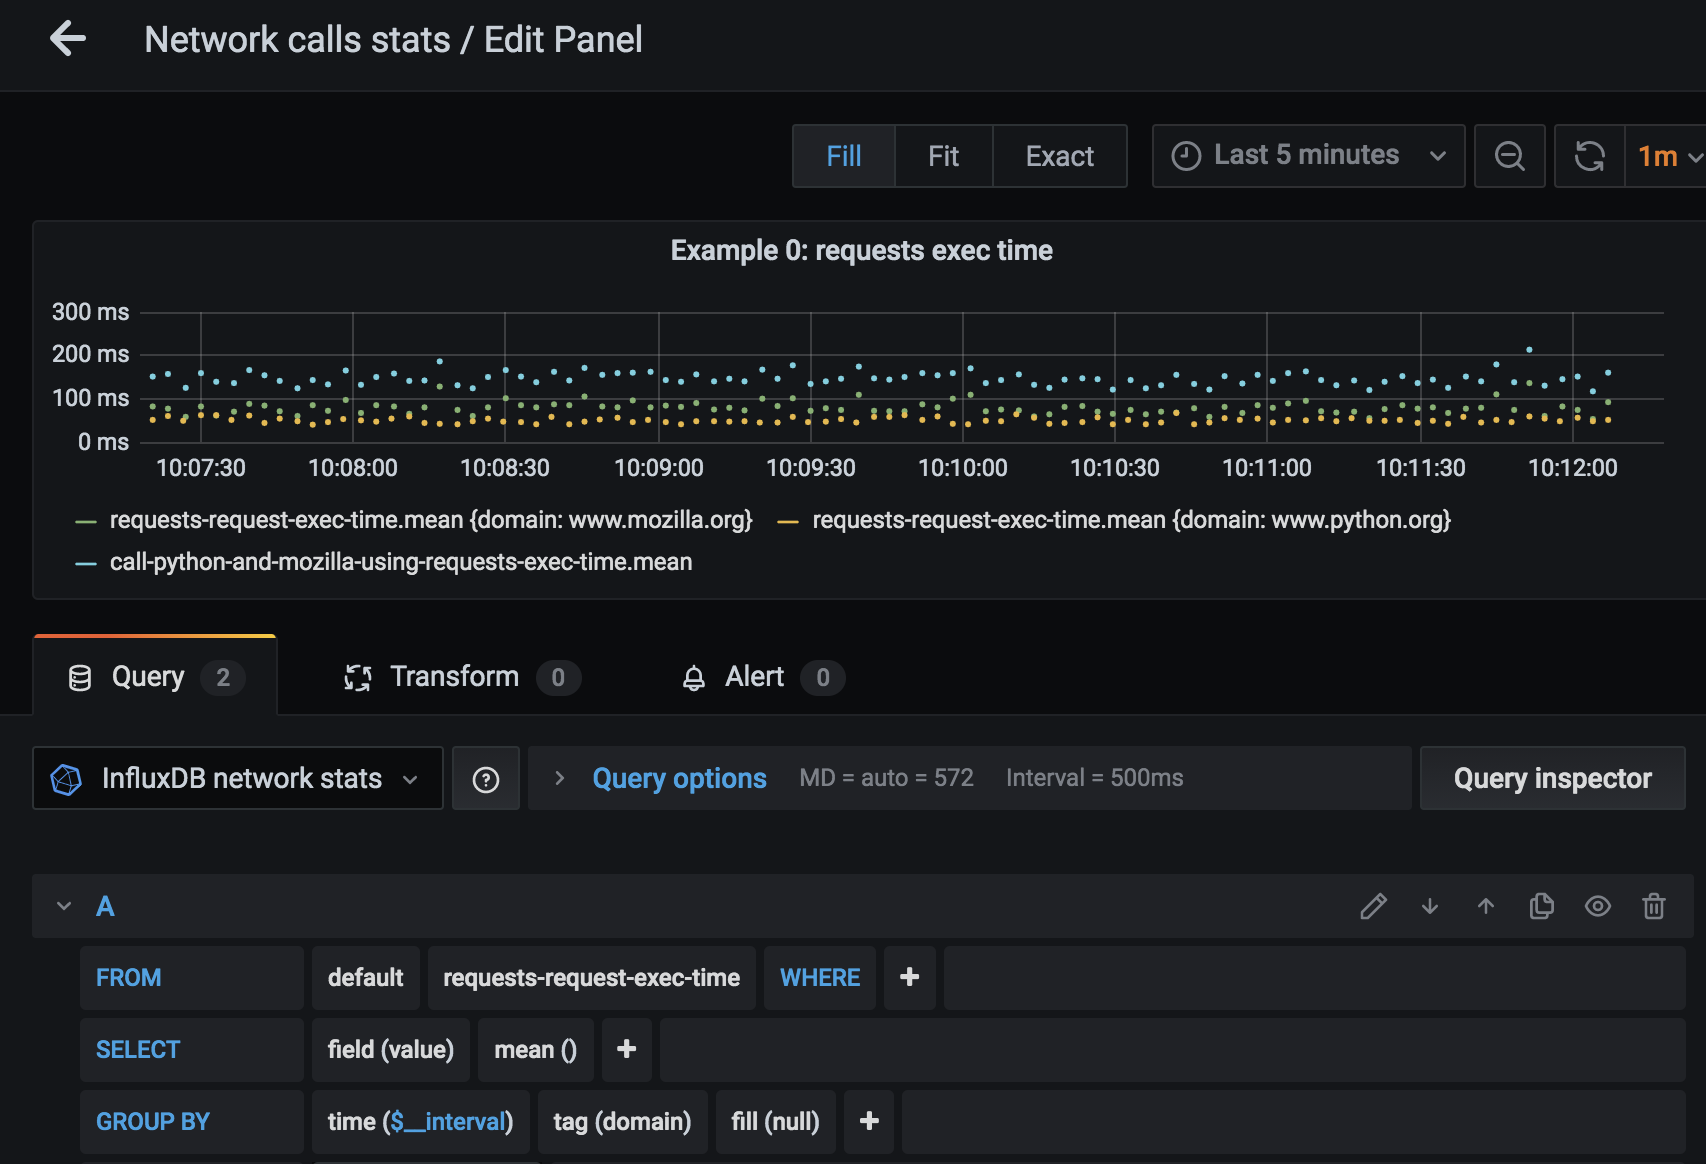 Network calls stats / Edit Panel
Fill Fit Exact Last 5 minutes 1m
Example 0: requests exec time
300 ms
200 ms
100 ms
0 ms
10:07:30 10:08:00 10:08:30 10:09:00 10:09:30 10:10:00 10:10:30 10:11:00 10:11:30 10:12:00
requests-request-exec-time.mean {domain: www.mozilla.org} requests-request-exec-time.mean {domain: www.python.org}
call-python-and-mozilla-using-requests-exec-time.mean
Query 2 Transform 0 Alert 0
InfluxDB network stats Query options MD = auto = 572 Interval = 500ms Query inspector
A
FROM default requests-request-exec-time WHERE +
SELECT field (value) mean () +
GROUP BY time ($__interval) tag (domain) fill (null) +